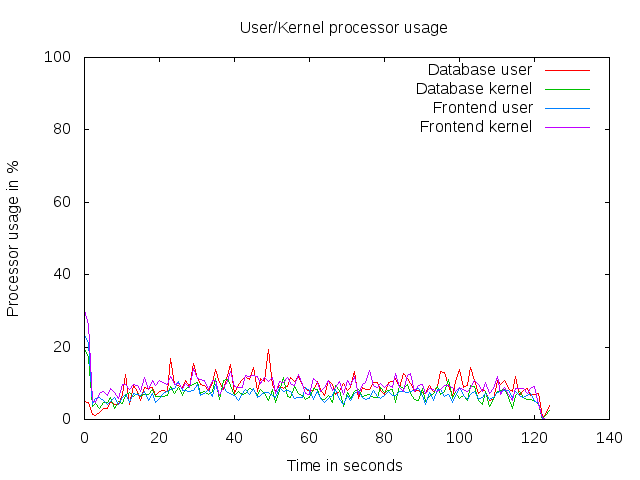 User/Kernel processor usage
100
80
60
40
20
0
Processor usage in %
Database user
Database kernel
Frontend user
Frontend kernel
0 20 40 60 80 100 120 140
Time in seconds